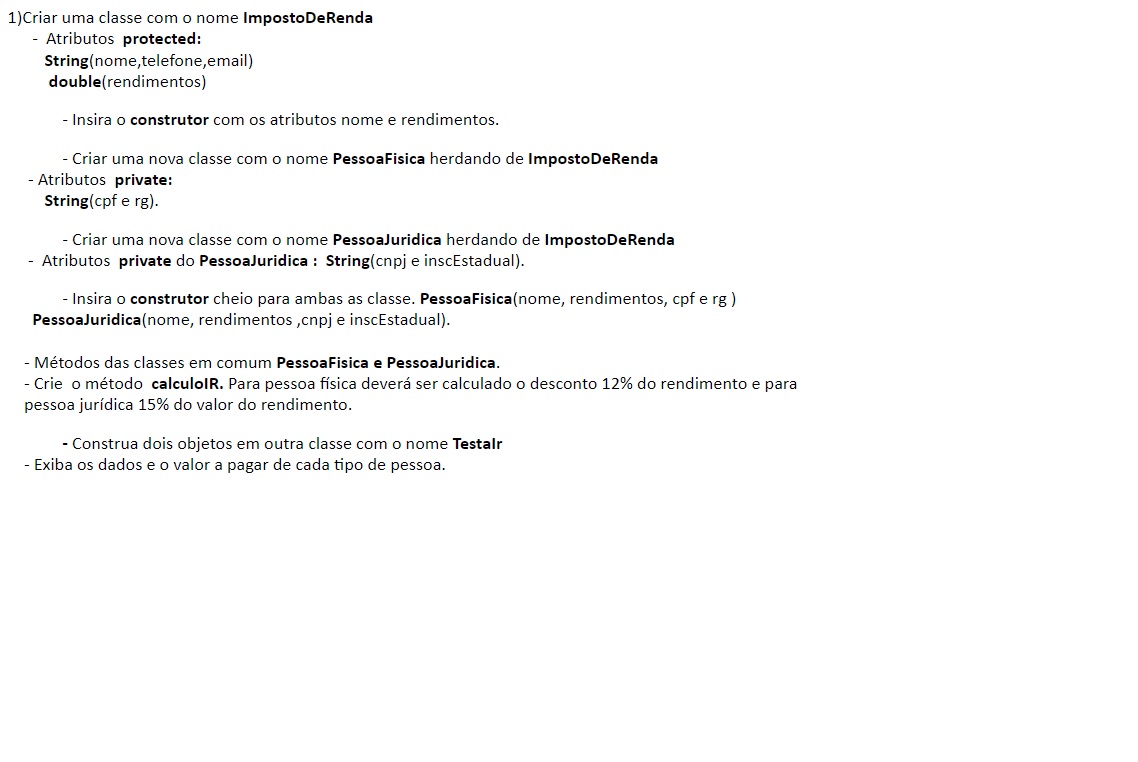 1)Criar uma classe com o nome ImpostoDeRenda
- Atributos protected:
String(nome,telefone,email)
double(rendimentos)
- Insira o construtor com os atributos nome e rendimentos.
- Criar uma nova classe com o nome PessoaFisica herdando de ImpostoDeRenda
- Atributos private:
String(cpf e rg).
- Criar uma nova classe com o nome PessoaJuridica herdando de ImpostoDeRenda
- Atributos private do PessoaJuridica : String(cnpj e inscEstadual).
- Insira o construtor cheio para ambas as classe. PessoaFisica(nome, rendimentos, cpf e rg )
PessoaJuridica(nome, rendimentos ,cnpj e inscEstadual).
- Métodos das classes em comum PessoaFisica e PessoaJuridica.
- Crie o método calculoIR. Para pessoa física deverá ser calculado o desconto 12% do rendimento e para
pessoa jurídica 15% do valor do rendimento.
- Construa dois objetos em outra classe com o nome TestaIr
- Exiba os dados e o valor a pagar de cada tipo de pessoa.